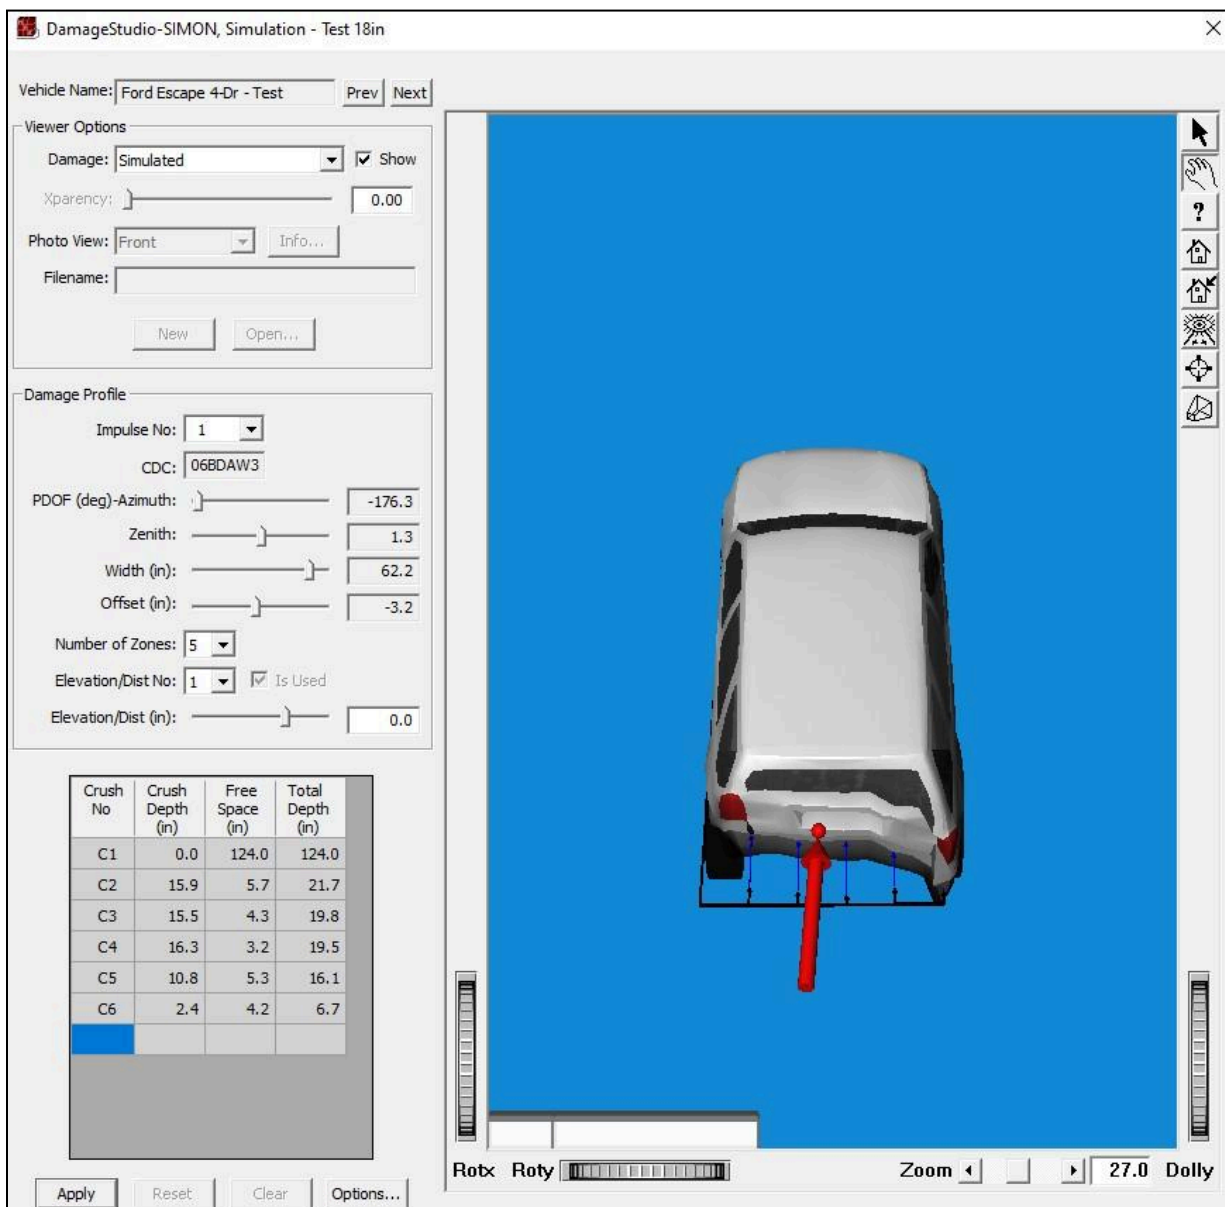 DamageStudio-SIMON, Simulation - Test 18in
Vehicle Name: Ford Escape 4-Dr - Test Prev Next
Viewer Options
Damage: Simulated Show
Xparency: 0.00
Photo View: Front Info...
Filename:
New Open...
Damage Profile
Impulse No: 1
CDC: 06BDAW3
PDOF (deg)-Azimuth: -176.3
Zenith: 1.3
Width (in): 62.2
Offset (in): -3.2
Number of Zones: 5
Elevation/Dist No: 1 Is Used
Elevation/Dist (in): 0.0
Crush No Crush Depth (in) Free Space (in) Total Depth (in)
C1 0.0 124.0 124.0
C2 15.9 5.7 21.7
C3 15.5 4.3 19.8
C4 16.3 3.2 19.5
C5 10.8 5.3 16.1
C6 2.4 4.2 6.7
Apply Reset Clear Options...
?
Rotx Roty Zoom 27.0 Dolly